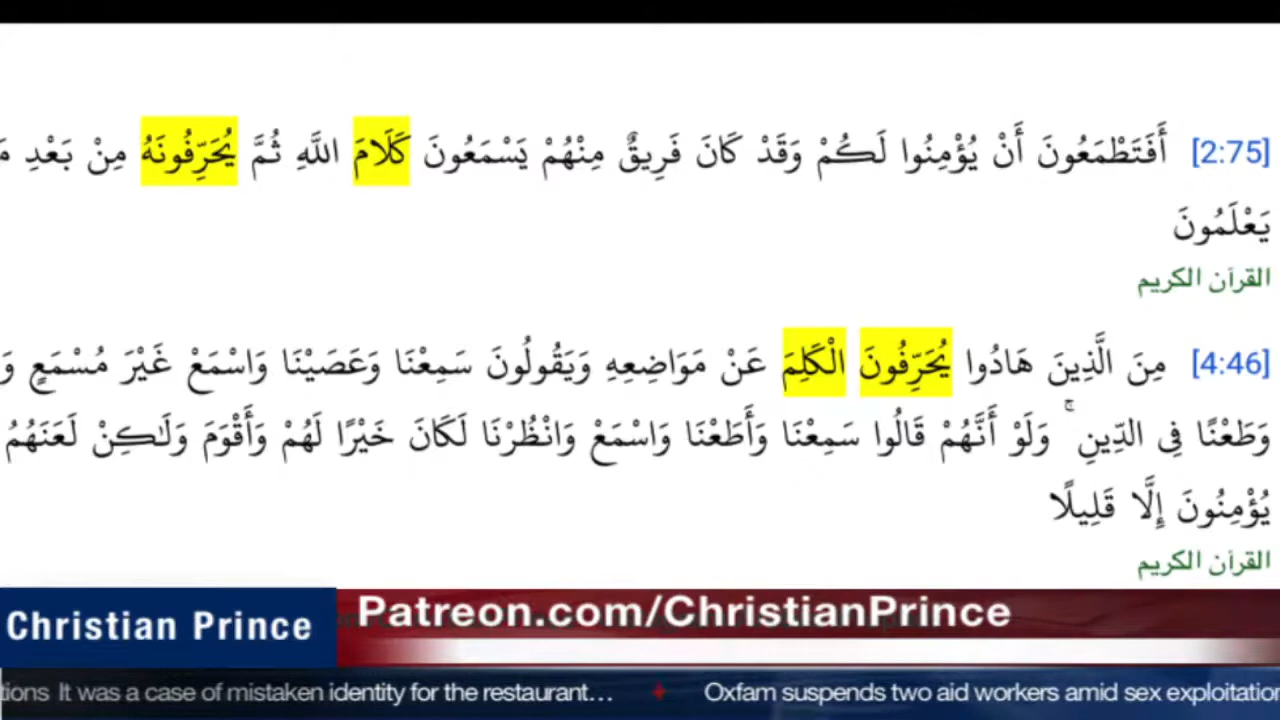 [2:75] أَفَتَطْمَعُونَ أَنْ يُؤْمِنُوا لَكُمْ وَقَدْ كَانَ فَرِيقٌ مِنْهُمْ يَسْمَعُونَ كَلَامَ اللَّهِ ثُمَّ يُحَرِّفُونَهُ مِنْ بَعْدِ
يَعْلَمُونَ
القرآن الكريم
[4:46] مِنَ الَّذِينَ هَادُوا يُحَرِّفُونَ الْكَلِمَ عَنْ مَوَاضِعِهِ وَيَقُولُونَ سَمِعْنَا وَعَصَيْنَا وَاسْمَعْ غَيْرَ مُسْمَعٍ وَ
وَطَعْنًا فِي الدِّينِ ۚ وَلَوْ أَنَّهُمْ قَالُوا سَمِعْنَا وَأَطَعْنَا وَاسْمَعْ وَانْظُرْنَا لَكَانَ خَيْرًا لَهُمْ وَأَقْوَمَ وَلَٰكِنْ لَعَنَهُمُ
يُؤْمِنُونَ إِلَّا قَلِيلًا
القرآن الكريم
Patreon.com/ChristianPrince
Christian Prince
tions It was a case of mistaken identity for the restaurant… + Oxfam suspends two aid workers amid sex exploitation